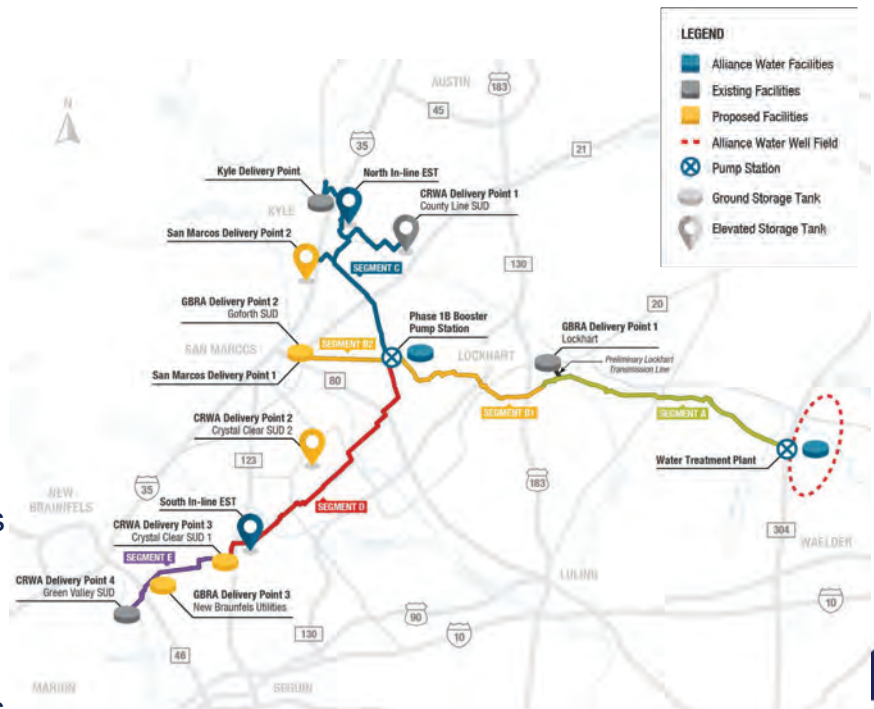 LEGEND
Alliance Water Facilities
Existing Facilities
Proposed Facilities
Alliance Water Well Field
Pump Station
Ground Storage Tank
Elevated Storage Tank
AUSTIN
183
45
N
35
21
Kyle Delivery Point
North In-line EST
CRWA Delivery Point 1
County Line SUD
KYLE
San Marcos Delivery Point 2
SEGMENT C
130
20
GBRA Delivery Point 2
Goforth SUD
Phase 1B Booster
Pump Station
GBRA Delivery Point 1
Lockhart
SEGMENT B2
SAN MARCOS
LOCKHART
Preliminary Lockhart
Transmission Line
San Marcos Delivery Point 1
80
SEGMENT B1
SEGMENT A
CRWA Delivery Point 2
Crystal Clear SUD 2
123
Water Treatment Plant
35
183
NEW
BRAUNFELS
South In-line EST
SEGMENT D
s
304
WAELDER
CRWA Delivery Point 3
Crystal Clear SUD 1
SEGMENT E
LULING
CRWA Delivery Point 4
Green Valley SUD
GBRA Delivery Point 3
New Braunfels Utilities
90
10
130
10
46
MARION
SEGUIN
s